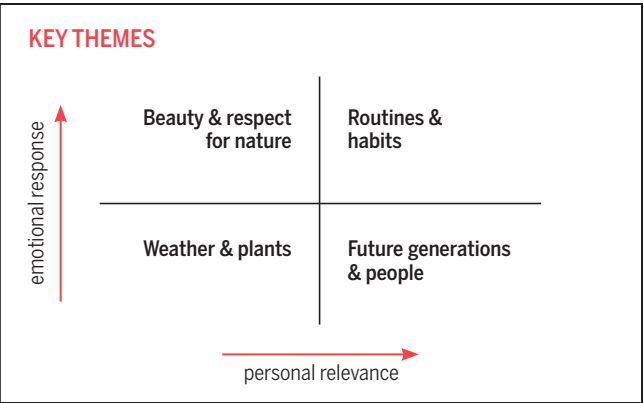 KEY THEMES
emotional response
Beauty & respect
for nature
Routines &
habits
Weather & plants
Future generations
& people
personal relevance